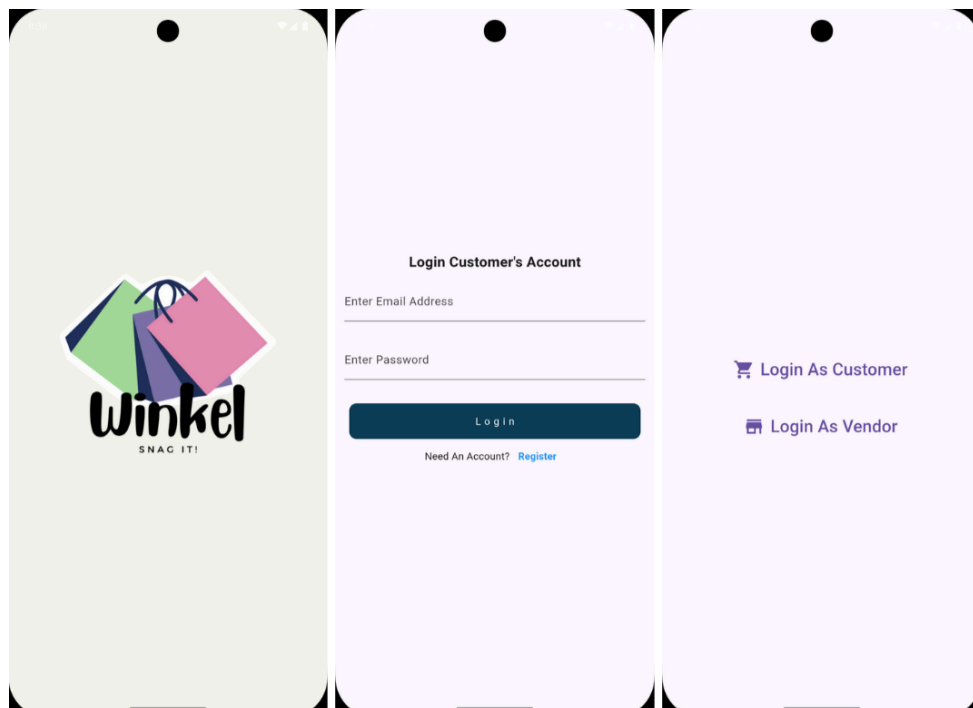 Winkel
SNAG IT!
Login Customer's Account
Enter Email Address
Enter Password
Login
Need An Account? Register
Login As Customer
Login As Vendor